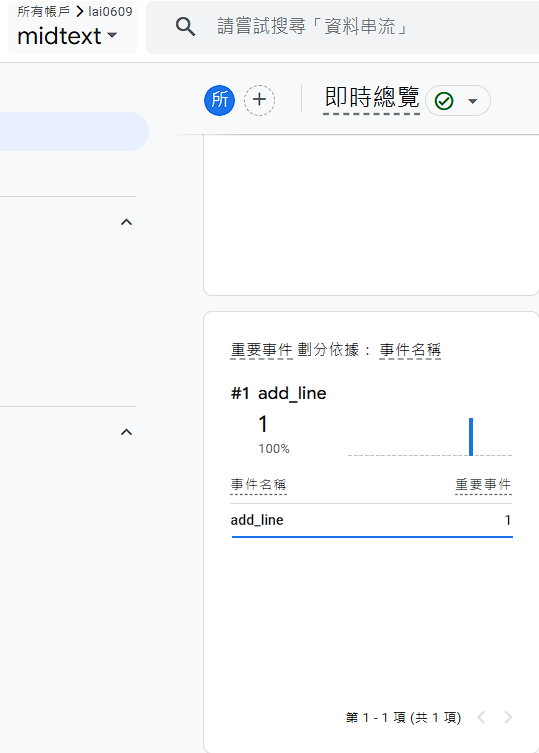 所有帳戶 > lai0609
midtext
請嘗試搜尋「資料串流」
所
即時總覽
重要事件 劃分依據： 事件名稱
#1 add_line
1
100%
事件名稱 重要事件
add_line 1
第 1 - 1 項 (共 1 項)